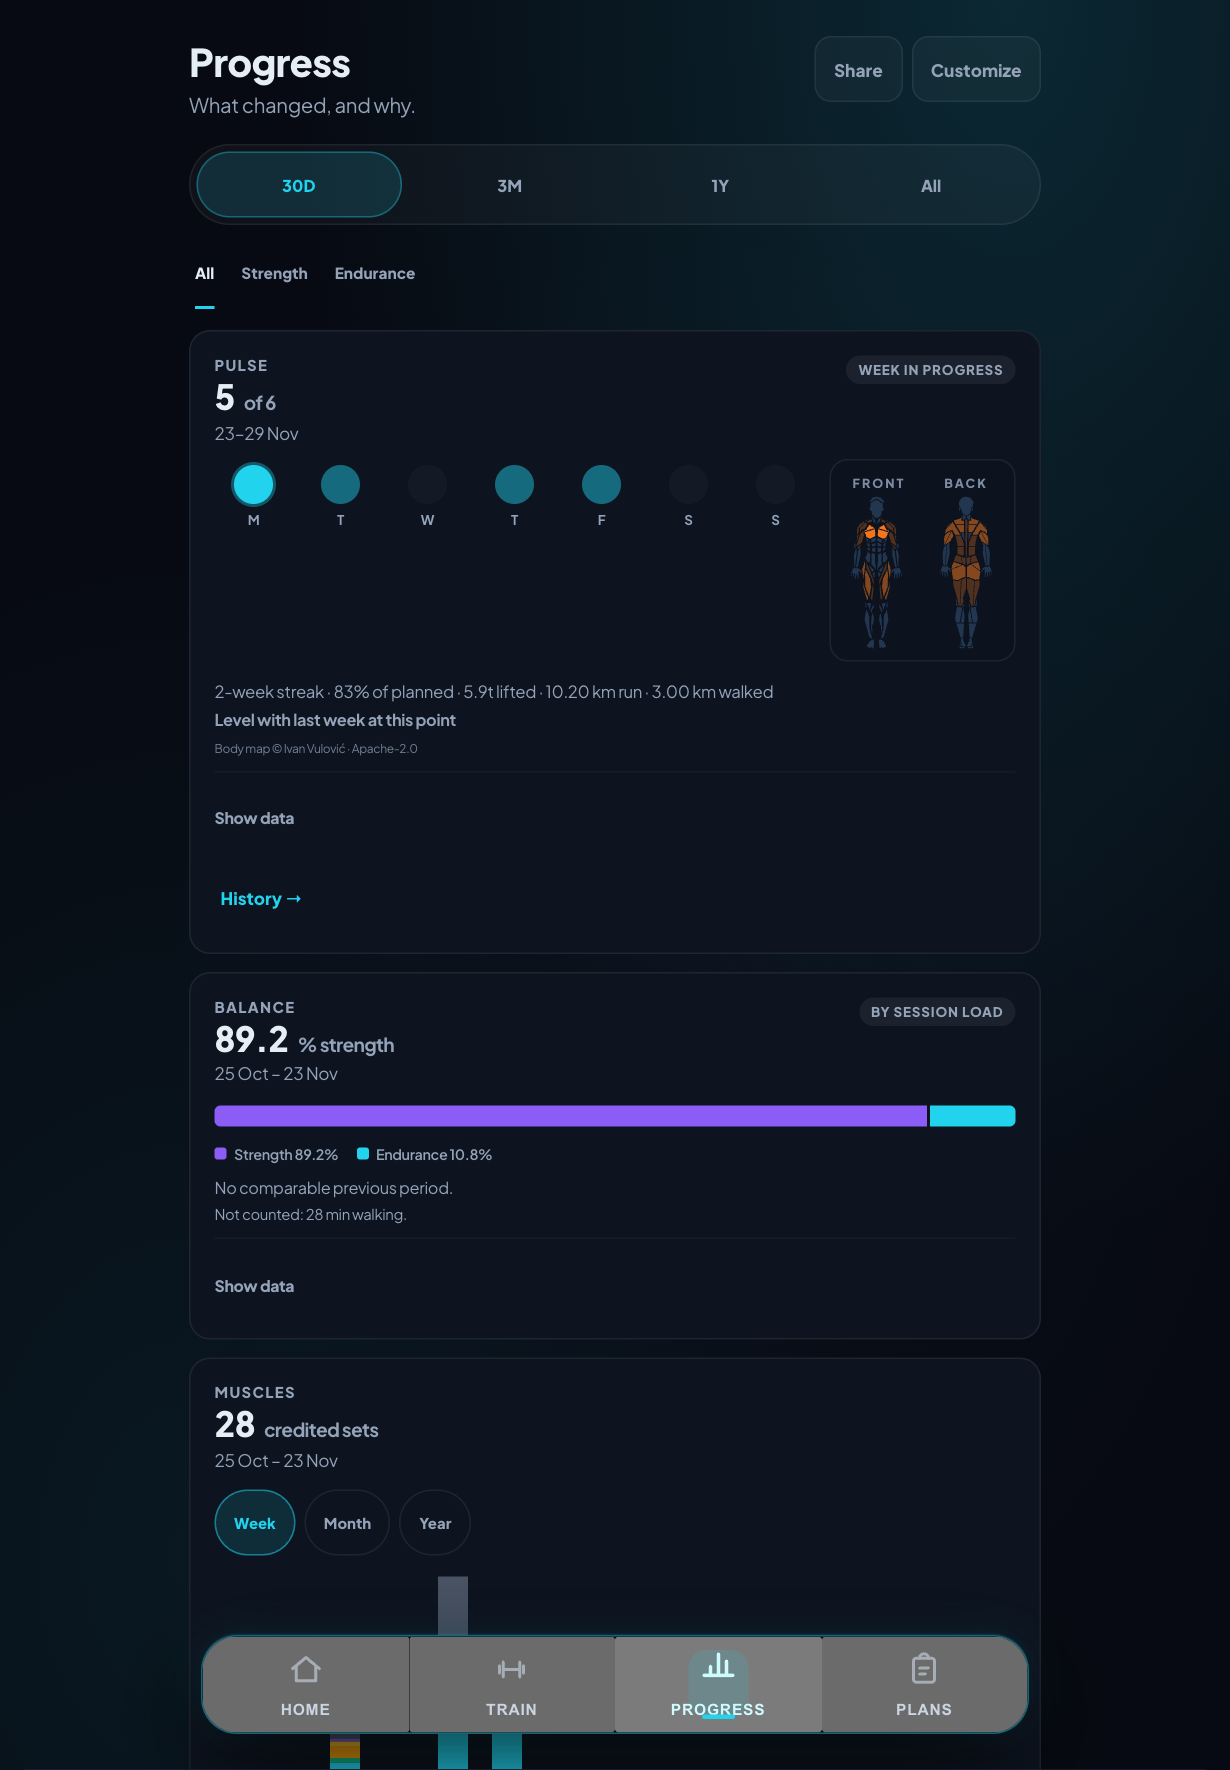 Progress
Share
Customize
What changed, and why.
30D
3M
1Y
All
All
Strength
Endurance
PULSE
WEEK IN PROGRESS
5 of 6
23–29 Nov
M
T
W
T
F
S
S
FRONT
BACK
2-week streak · 83% of planned · 5.9t lifted · 10.20 km run · 3.00 km walked
Level with last week at this point
Body map © Ivan Vulović · Apache-2.0
Show data
History →
BALANCE
BY SESSION LOAD
89.2 % strength
25 Oct – 23 Nov
Strength 89.2%
Endurance 10.8%
No comparable previous period.
Not counted: 28 min walking.
Show data
MUSCLES
28 credited sets
25 Oct – 23 Nov
Week
Month
Year
HOME
TRAIN
PROGRESS
PLANS